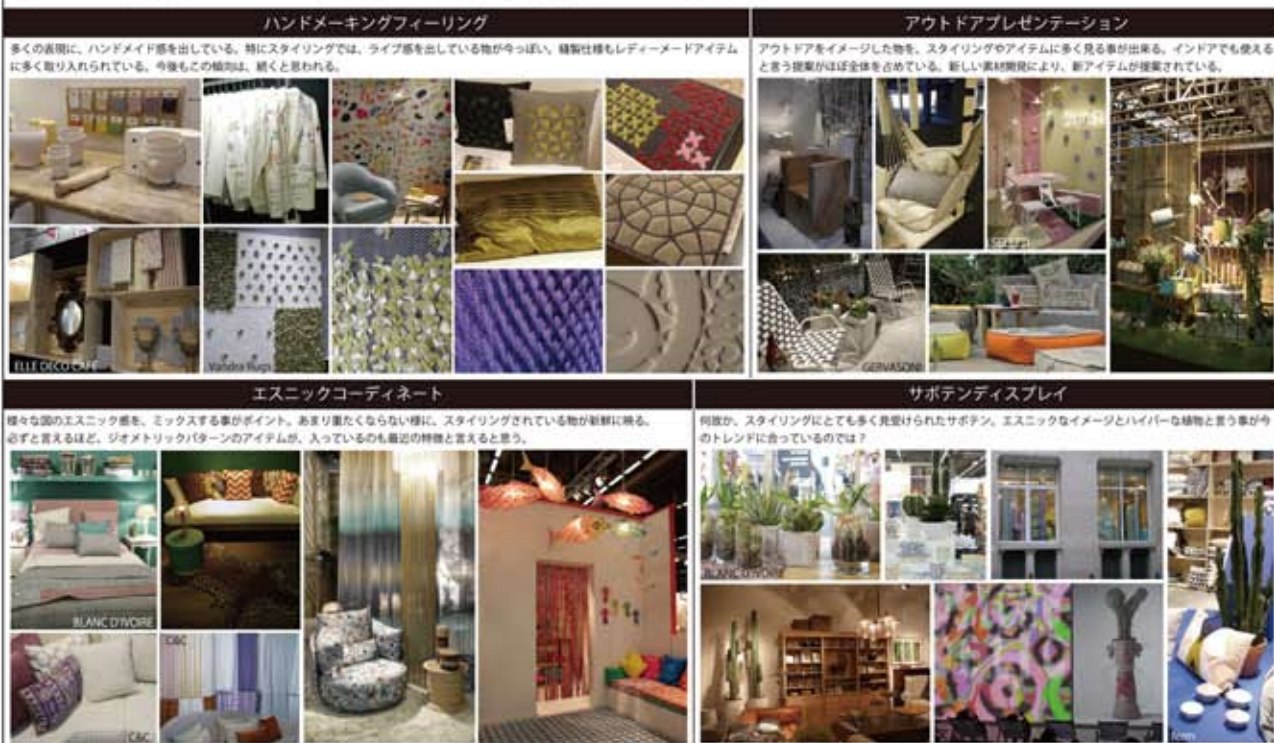 ハンドメーキングフィーリング
多くの表現に、ハンドメイド感を出している。特にスタイリングでは、ライブ感を出している物が今っぽい。縫製仕様もレディーメードアイテム
に多く取り入れられている。今後もこの傾向は、続くと思われる。
ELLE DECO CAFE
Vandra Rugs
アウトドアプレゼンテーション
アウトドアをイメージした物を、スタイリングやアイテムに多く見る事が出来る。インドアでも使える
と言う提案がほぼ全体を占めている。新しい素材開発により、新アイテムが提案されている。
GERVASONI
エスニックコーディネート
様々な国のエスニック感を、ミックスする事がポイント。あまり重たくならない様に、スタイリングされている物が新鮮に映る。
必ずと言えるほど、ジオメトリックパターンのアイテムが、入っているのも最近の特徴と言えると思う。
BLANC D'IVOIRE
C&C
C&C
サボテンディスプレイ
何故か、スタイリングにとても多く見受けられたサボテン。エスニックなイメージとハイパーな植物と言う事が今
のトレンドに合っているのでは？
BLANC D'IVOIRE
ferm